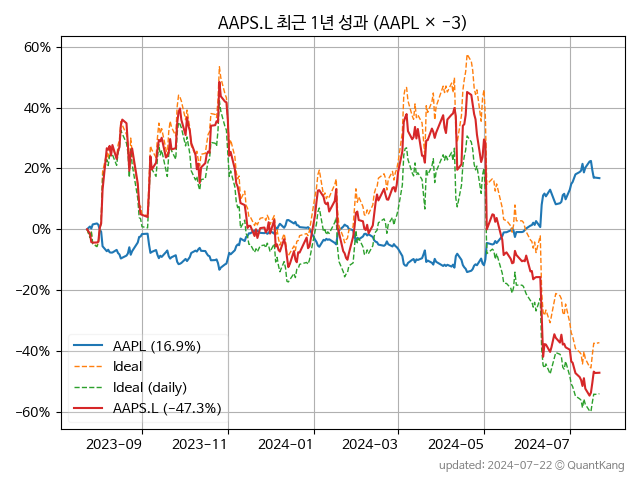 AAPS.L 최근 1년 성과 (AAPL × −3)
60%
40%
20%
0%
−20%
−40%
−60%
AAPL (16.9%)
Ideal
Ideal (daily)
AAPS.L (−47.3%)
2023-09
2023-11
2024-01
2024-03
2024-05
2024-07
updated: 2024-07-22 © QuantKang